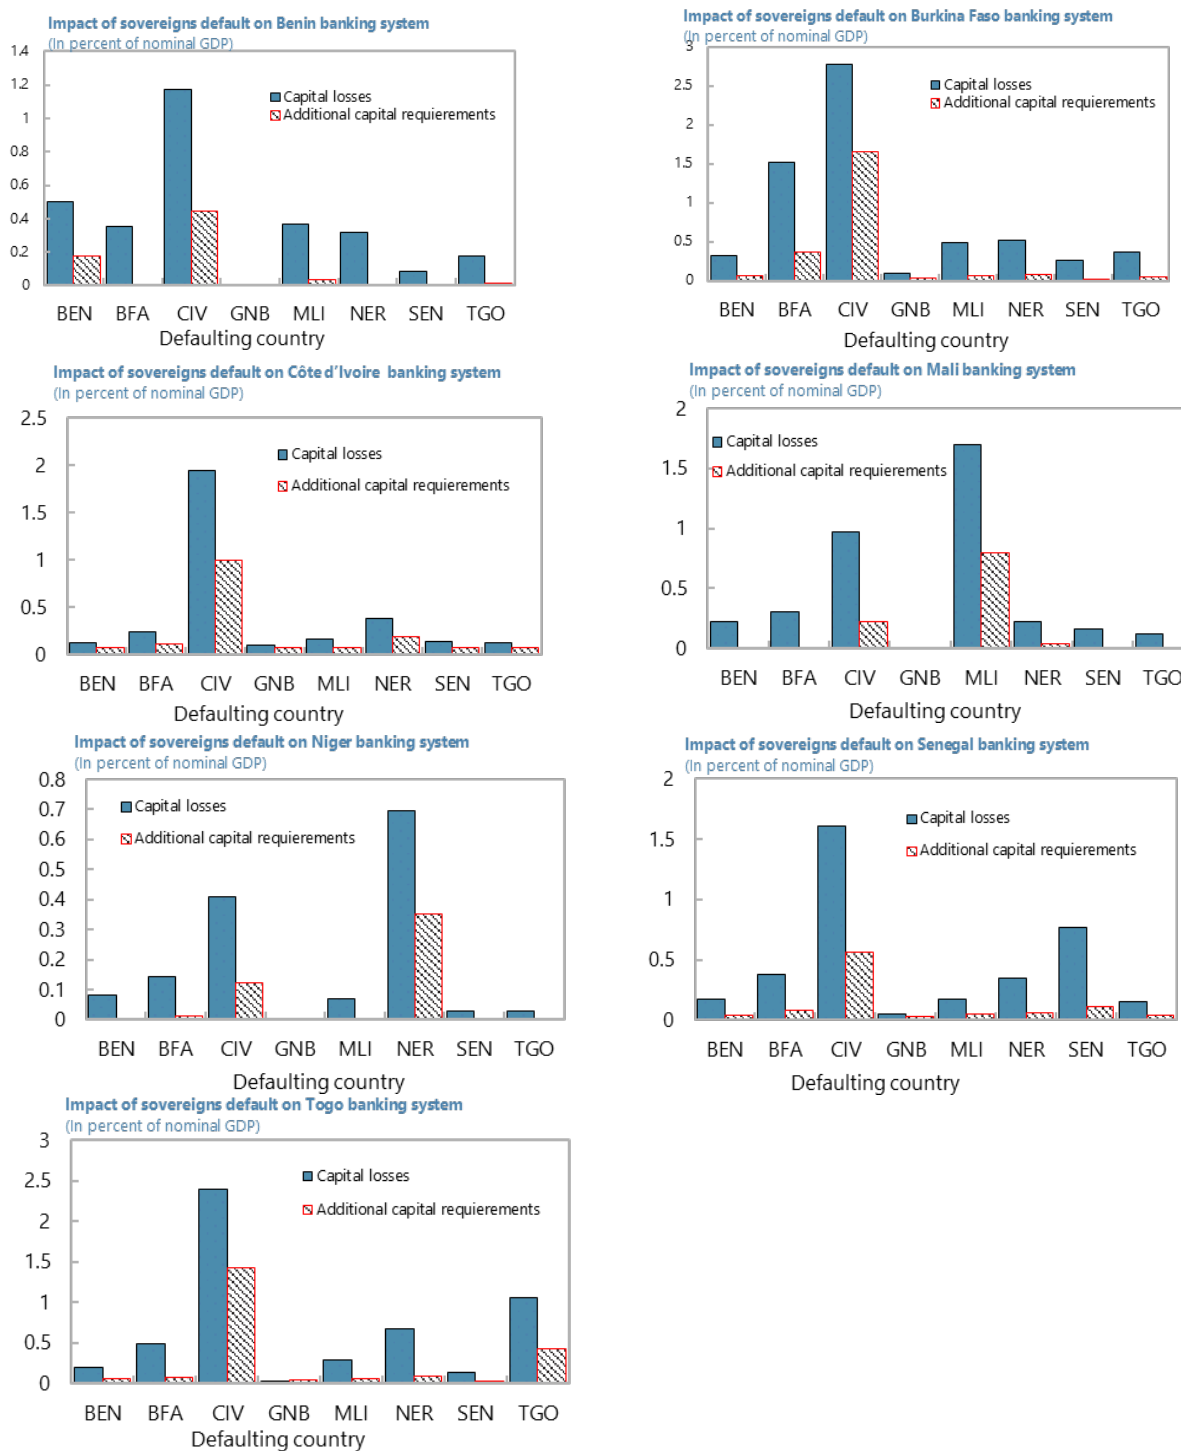 Impact of sovereigns default on Benin banking system
(In percent of nominal GDP)
1.4
1.2
1
0.8
0.6
0.4
0.2
0
Capital losses
Additional capital requierements
BEN BFA CIV GNB MLI NER SEN TGO
Defaulting country
Impact of sovereigns default on Burkina Faso banking system
(In percent of nominal GDP)
3
2.5
2
1.5
1
0.5
0
Capital losses
Additional capital requierements
BEN BFA CIV GNB MLI NER SEN TGO
Defaulting country
Impact of sovereigns default on Côte d'Ivoire banking system
(In percent of nominal GDP)
2.5
2
1.5
1
0.5
0
Capital losses
Additional capital requierements
BEN BFA CIV GNB MLI NER SEN TGO
Defaulting country
Impact of sovereigns default on Mali banking system
(In percent of nominal GDP)
2
1.5
1
0.5
0
Capital losses
Additional capital requierements
BEN BFA CIV GNB MLI NER SEN TGO
Defaulting country
Impact of sovereigns default on Niger banking system
(In percent of nominal GDP)
0.8
0.7
0.6
0.5
0.4
0.3
0.2
0.1
0
Capital losses
Additional capital requierements
BEN BFA CIV GNB MLI NER SEN TGO
Defaulting country
Impact of sovereigns default on Senegal banking system
(In percent of nominal GDP)
2
1.5
1
0.5
0
Capital losses
Additional capital requierements
BEN BFA CIV GNB MLI NER SEN TGO
Defaulting country
Impact of sovereigns default on Togo banking system
(In percent of nominal GDP)
3
2.5
2
1.5
1
0.5
0
Capital losses
Additional capital requierements
BEN BFA CIV GNB MLI NER SEN TGO
Defaulting country